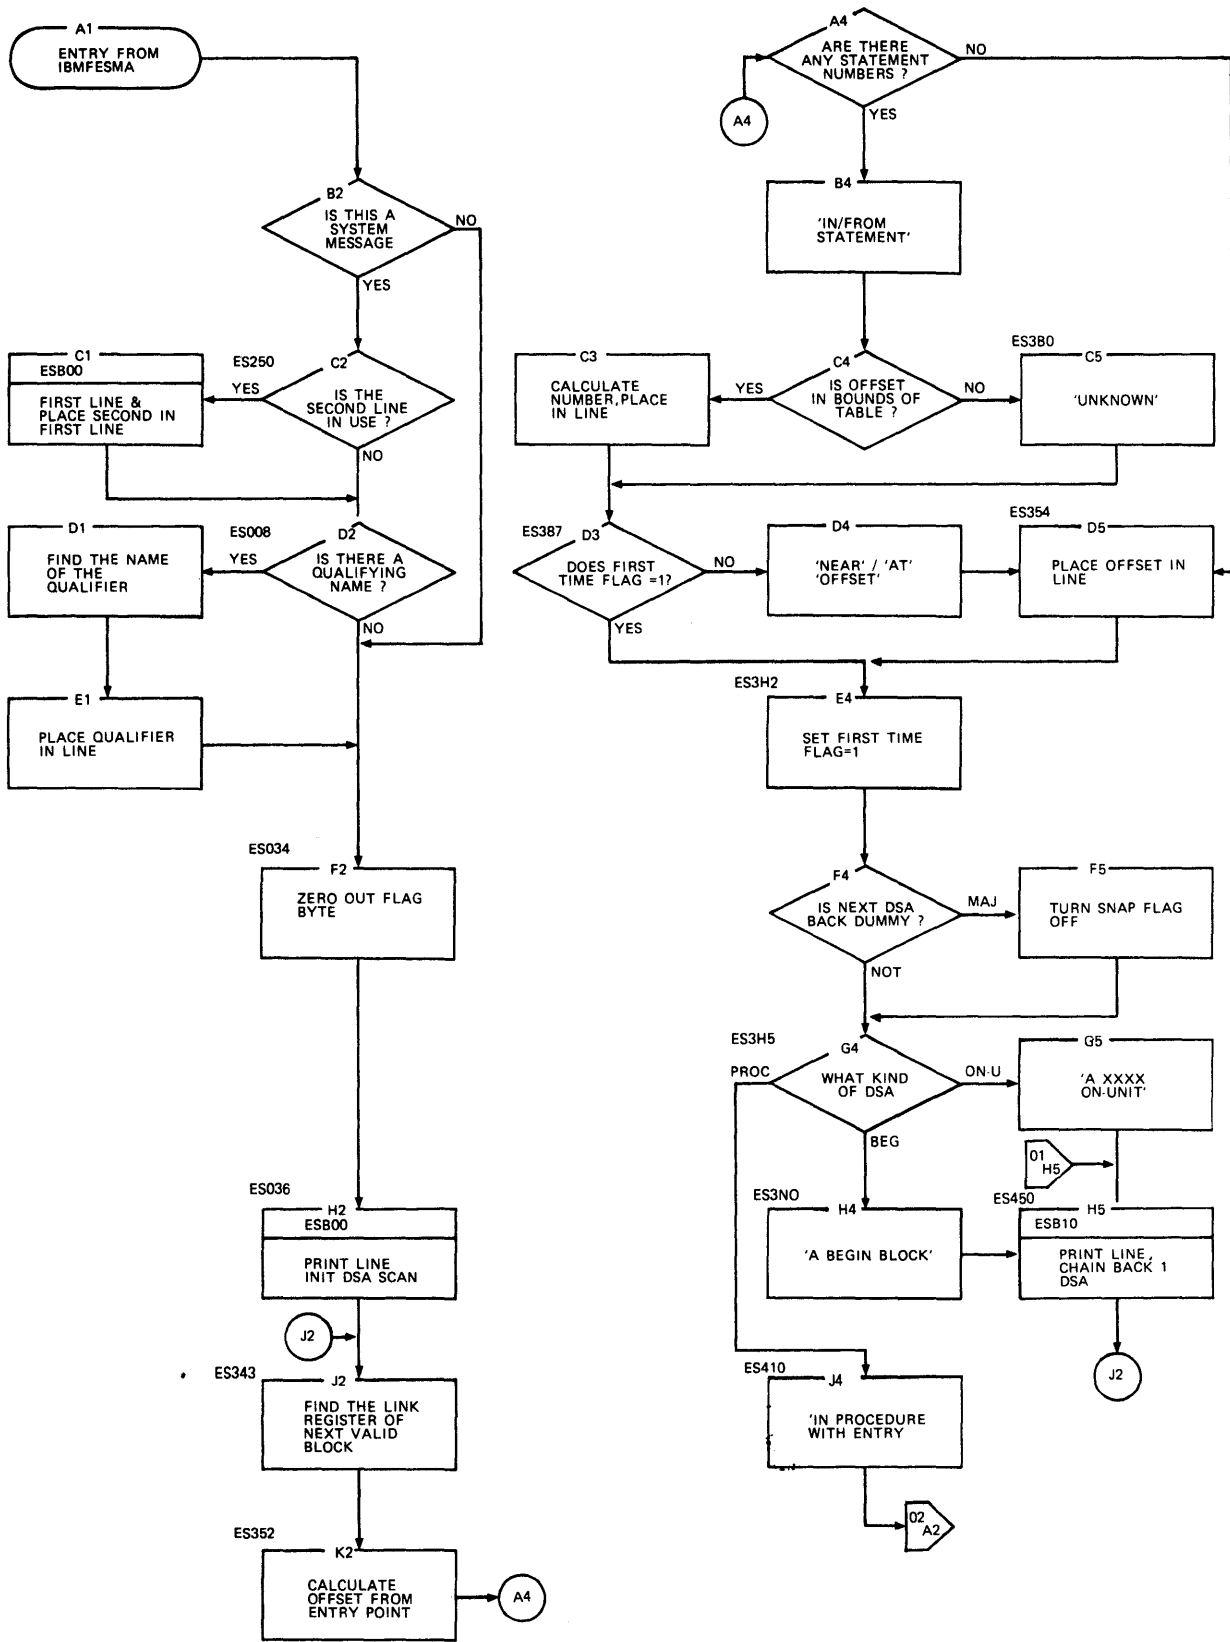 A1
ENTRY FROM
IBMFESMA
B2
IS THIS A
SYSTEM
MESSAGE
NO
YES
ES250
C1
ESB00
FIRST LINE &
PLACE SECOND IN
FIRST LINE
YES
C2
IS THE
SECOND LINE
IN USE ?
NO
ES008
D1
FIND THE NAME
OF THE
QUALIFIER
YES
D2
IS THERE A
QUALIFYING
NAME ?
NO
E1
PLACE QUALIFIER
IN LINE
ES034
F2
ZERO OUT FLAG
BYTE
ES036
H2
ESB00
PRINT LINE
INIT DSA SCAN
J2
ES343
J2
FIND THE LINK
REGISTER OF
NEXT VALID
BLOCK
ES352
K2
CALCULATE
OFFSET FROM
ENTRY POINT
A4
A4
ARE THERE
ANY STATEMENT
NUMBERS ?
NO
A4
YES
B4
'IN/FROM
STATEMENT'
C3
CALCULATE
NUMBER,PLACE
IN LINE
YES
C4
IS OFFSET
IN BOUNDS OF
TABLE ?
NO
ES3B0
C5
'UNKNOWN'
ES387
D3
DOES FIRST
TIME FLAG =1?
NO
YES
D4
'NEAR' / 'AT'
'OFFSET'
ES354
D5
PLACE OFFSET IN
LINE
ES3H2
E4
SET FIRST TIME
FLAG=1
F4
IS NEXT DSA
BACK DUMMY ?
MAJ
NOT
F5
TURN SNAP FLAG
OFF
ES3H5
G4
PROC
WHAT KIND
OF DSA
ON-U
BEG
G5
'A XXXX
ON-UNIT'
01
H5
ES3NO
H4
'A BEGIN BLOCK'
ES450
H5
ESB10
PRINT LINE,
CHAIN BACK 1
DSA
J2
ES410
J4
'IN PROCEDURE
WITH ENTRY
02
A2